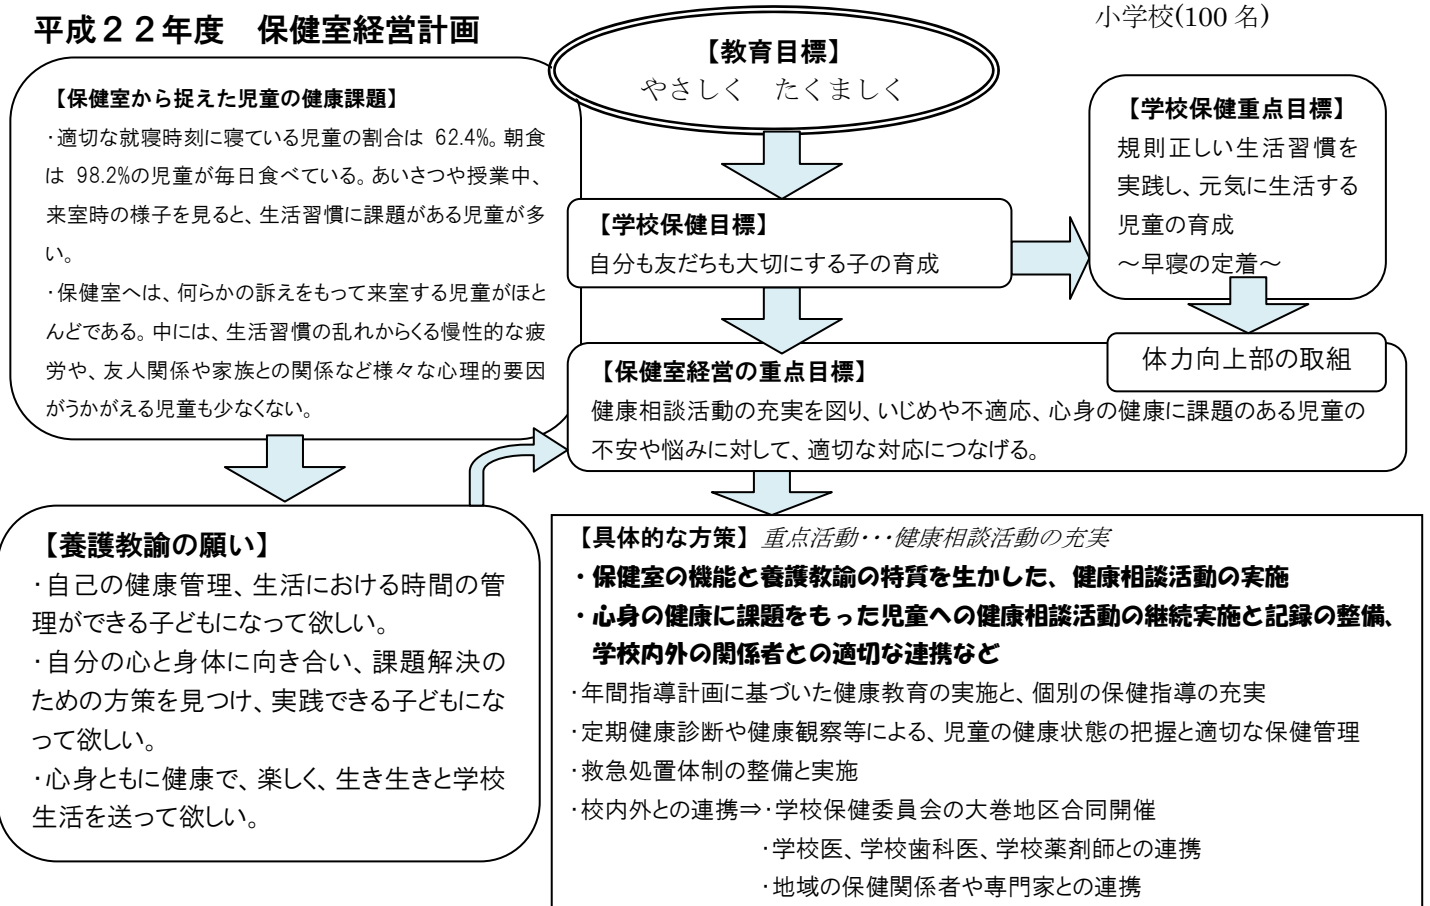 平成２２年度　保健室経営計画
小学校(100 名)
【教育目標】
やさしく　たくましく
【保健室から捉えた児童の健康課題】
・適切な就寝時刻に寝ている児童の割合は 62.4%。朝食
は 98.2%の児童が毎日食べている。あいさつや授業中、
来室時の様子を見ると、生活習慣に課題がある児童が多
い。
・保健室へは、何らかの訴えをもって来室する児童がほと
んどである。中には、生活習慣の乱れからくる慢性的な疲
労や、友人関係や家族との関係など様々な心理的要因
がうかがえる児童も少なくない。
【学校保健目標】
自分も友だちも大切にする子の育成
【学校保健重点目標】
規則正しい生活習慣を
実践し、元気に生活する
児童の育成
～早寝の定着～
体力向上部の取組
【保健室経営の重点目標】
健康相談活動の充実を図り、いじめや不適応、心身の健康に課題のある児童の
不安や悩みに対して、適切な対応につなげる。
【養護教諭の願い】
・自己の健康管理、生活における時間の管
理ができる子どもになって欲しい。
・自分の心と身体に向き合い、課題解決の
ための方策を見つけ、実践できる子どもにな
って欲しい。
・心身ともに健康で、楽しく、生き生きと学校
生活を送って欲しい。
【具体的な方策】重点活動・・・健康相談活動の充実
・保健室の機能と養護教諭の特質を生かした、健康相談活動の実施
・心身の健康に課題をもった児童への健康相談活動の継続実施と記録の整備、
学校内外の関係者との適切な連携など
・年間指導計画に基づいた健康教育の実施と、個別の保健指導の充実
・定期健康診断や健康観察等による、児童の健康状態の把握と適切な保健管理
・救急処置体制の整備と実施
・校内外との連携⇒・学校保健委員会の大巻地区合同開催
・学校医、学校歯科医、学校薬剤師との連携
・地域の保健関係者や専門家との連携